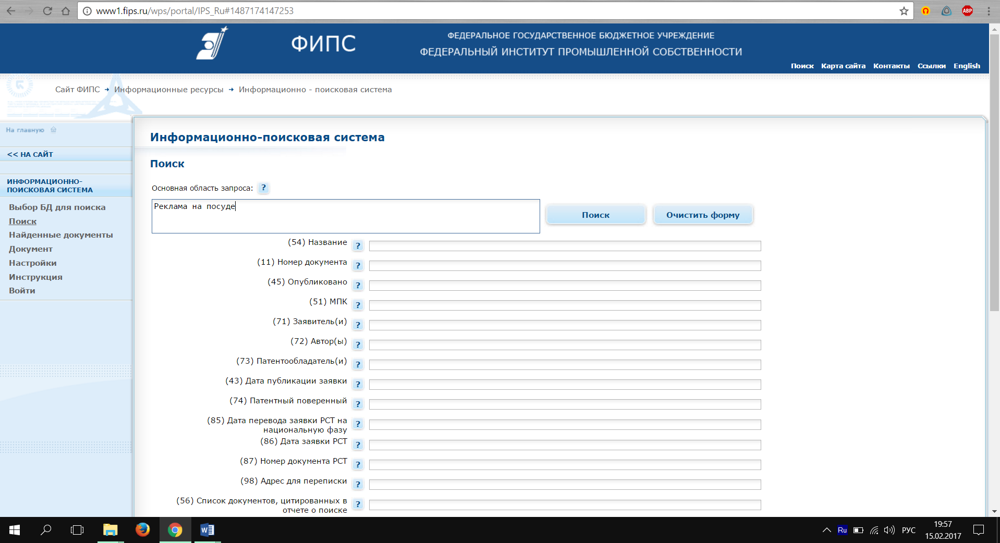 www1.fips.ru/wps/portal/IPS_Ru#1487174147253
ABP
ФИПС
ФЕДЕРАЛЬНОЕ ГОСУДАРСТВЕННОЕ БЮДЖЕТНОЕ УЧРЕЖДЕНИЕ
ФЕДЕРАЛЬНЫЙ ИНСТИТУТ ПРОМЫШЛЕННОЙ СОБСТВЕННОСТИ
Поиск Карта сайта Контакты Ссылки English
Сайт ФИПС → Информационные ресурсы → Информационно - поисковая система
На главную
<< НА САЙТ
ИНФОРМАЦИОННО-
ПОИСКОВАЯ СИСТЕМА
Выбор БД для поиска
Поиск
Найденные документы
Документ
Настройки
Инструкция
Войти
Информационно-поисковая система
Поиск
Основная область запроса: ?
Реклама на посуде
Поиск
Очистить форму
(54) Название ?
(11) Номер документа ?
(45) Опубликовано ?
(51) МПК ?
(71) Заявитель(и) ?
(72) Автор(ы) ?
(73) Патентообладатель(и) ?
(43) Дата публикации заявки ?
(74) Патентный поверенный ?
(85) Дата перевода заявки РСТ на ?
национальную фазу
(86) Дата заявки РСТ ?
(87) Номер документа РСТ ?
(98) Адрес для переписки ?
(56) Список документов, цитированных в ?
отчете о поиске
Ru
РУС
19:57
15.02.2017